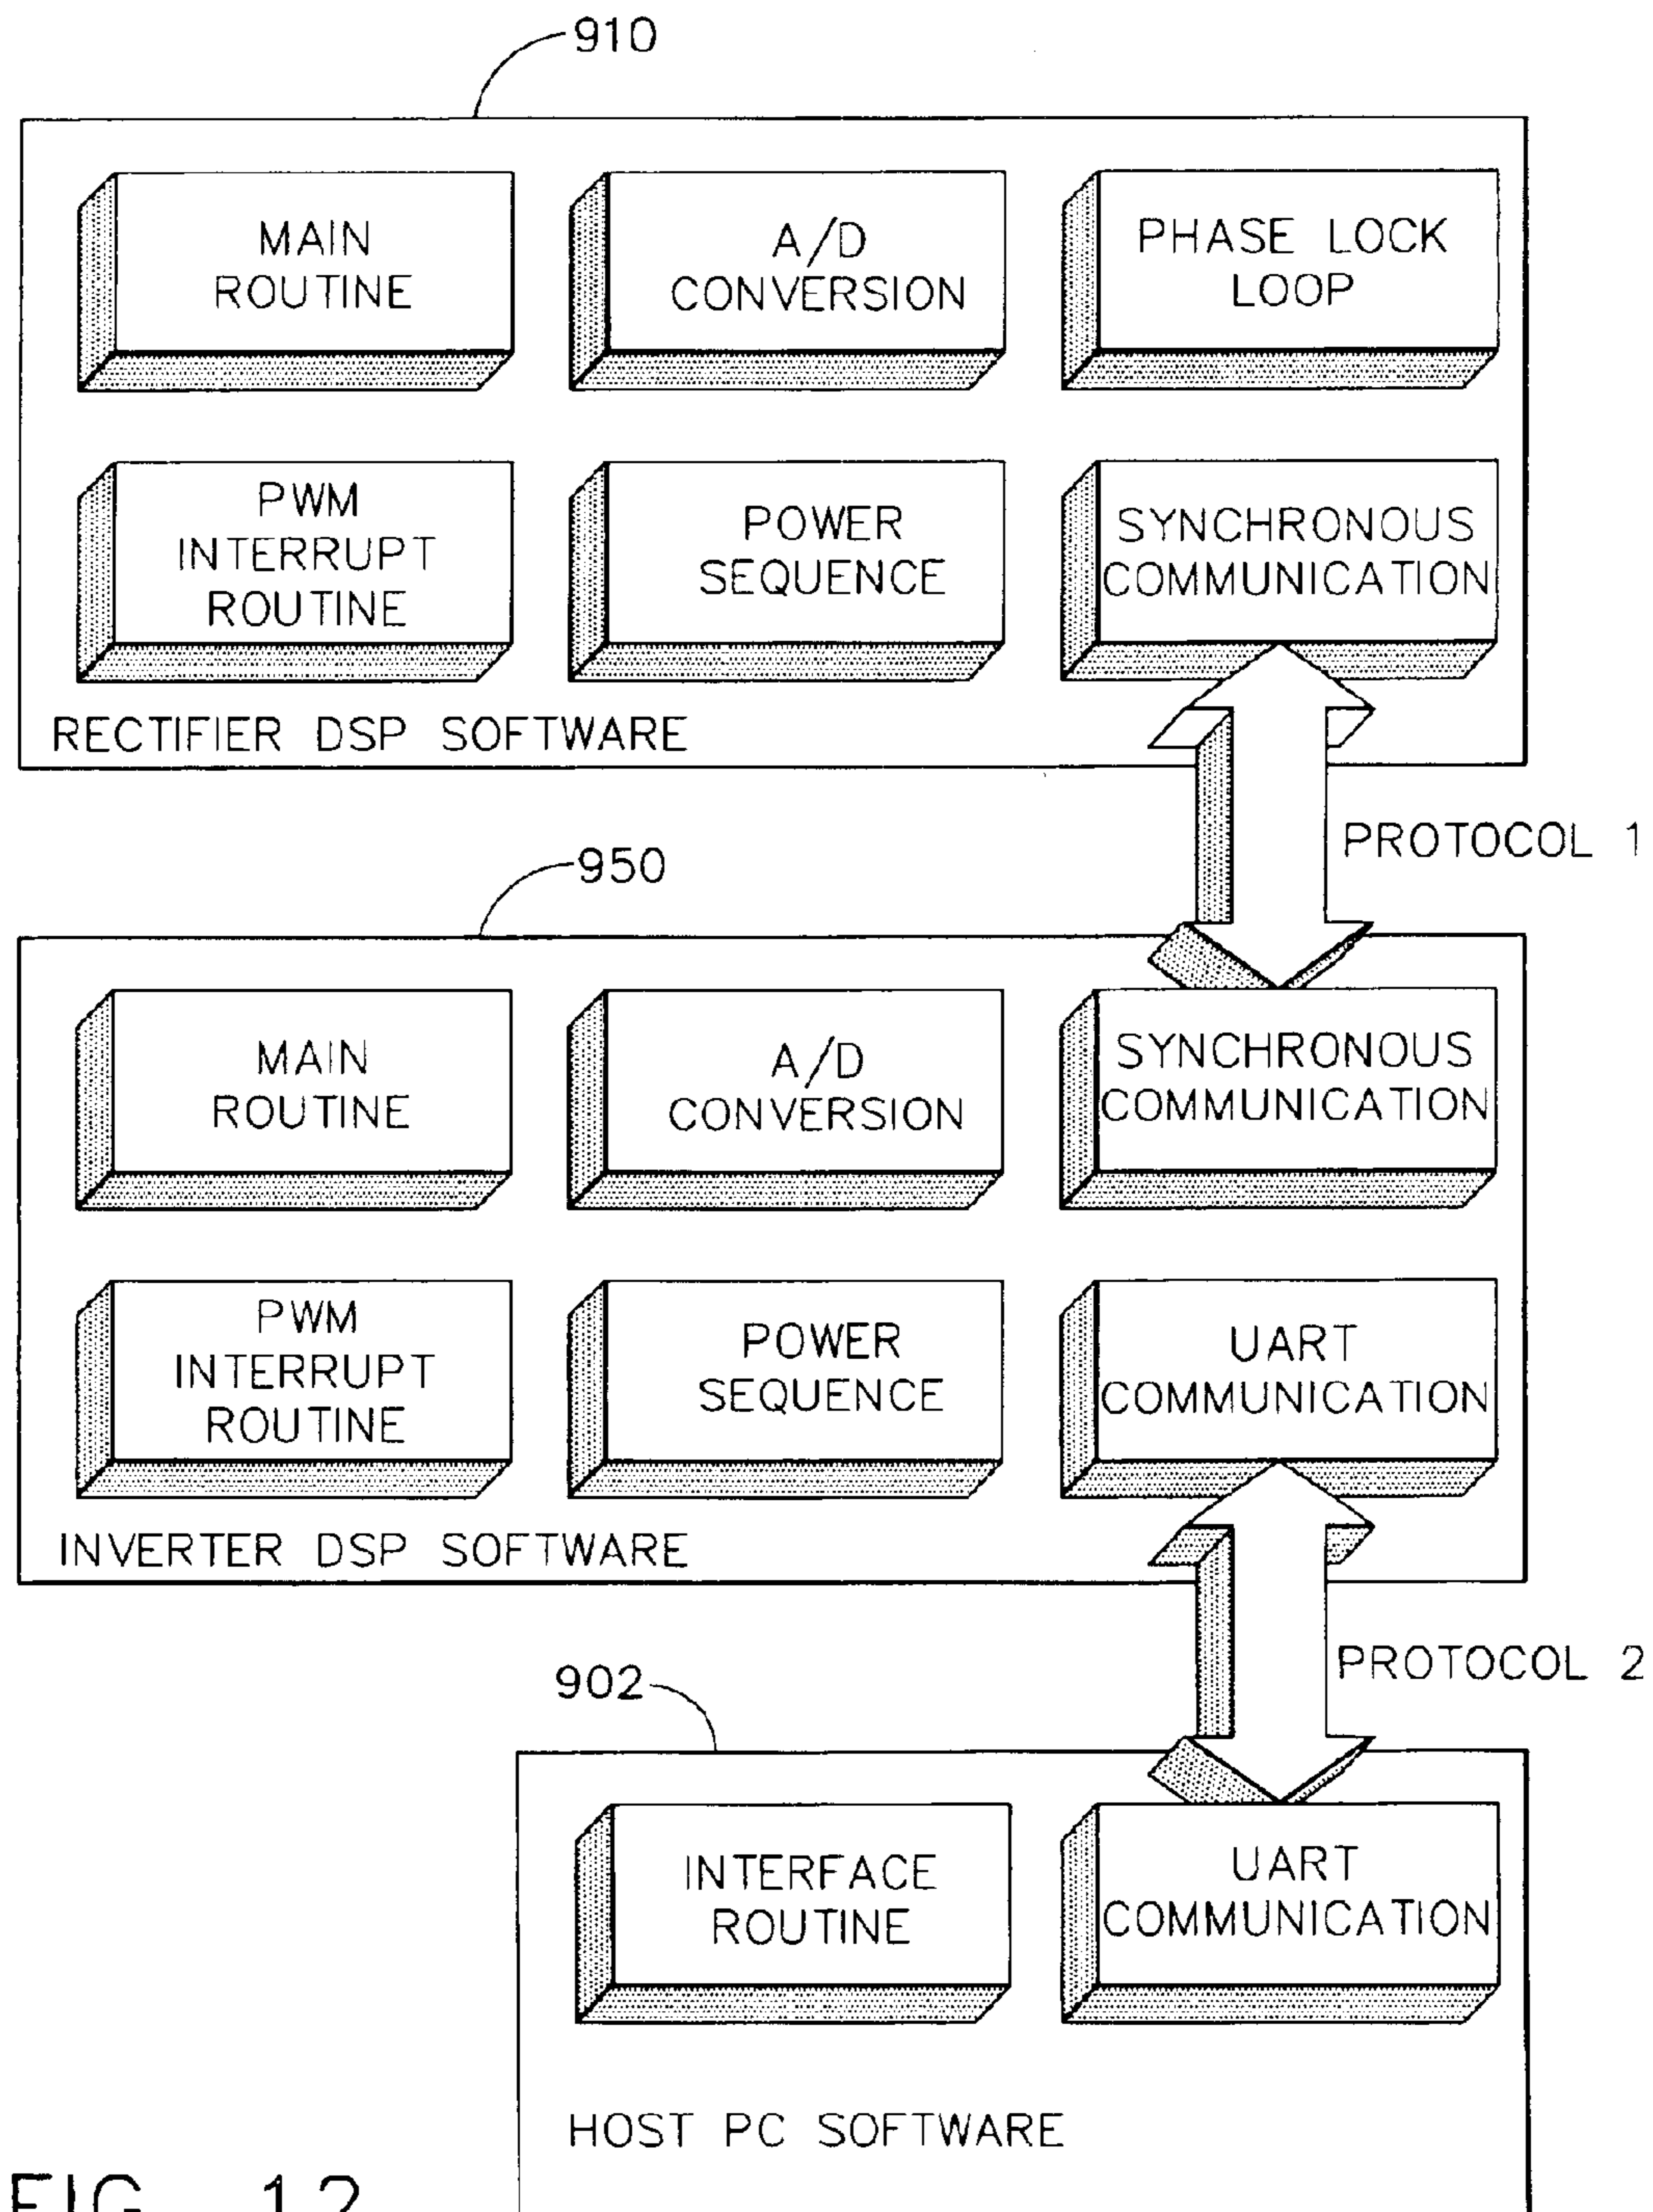 910
MAIN
ROUTINE
A/D
CONVERSION
PHASE LOCK
LOOP
PWM
INTERRUPT
ROUTINE
POWER
SEQUENCE
SYNCHRONOUS
COMMUNICATION
RECTIFIER DSP SOFTWARE
PROTOCOL 1
950
MAIN
ROUTINE
A/D
CONVERSION
SYNCHRONOUS
COMMUNICATION
PWM
INTERRUPT
ROUTINE
POWER
SEQUENCE
UART
COMMUNICATION
INVERTER DSP SOFTWARE
PROTOCOL 2
902
INTERFACE
ROUTINE
UART
COMMUNICATION
HOST PC SOFTWARE
FIG. 12